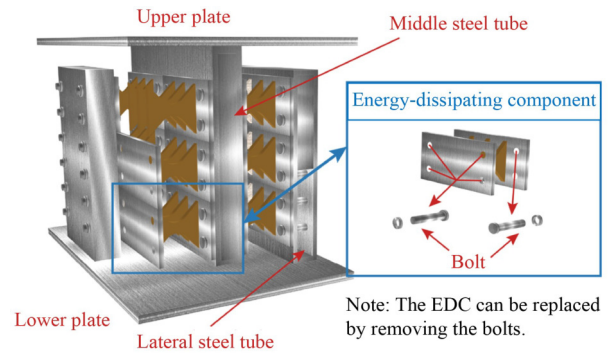 Upper plate
Middle steel tube
Energy-dissipating component
Bolt
Lower plate
Lateral steel tube
Note: The EDC can be replaced
by removing the bolts.